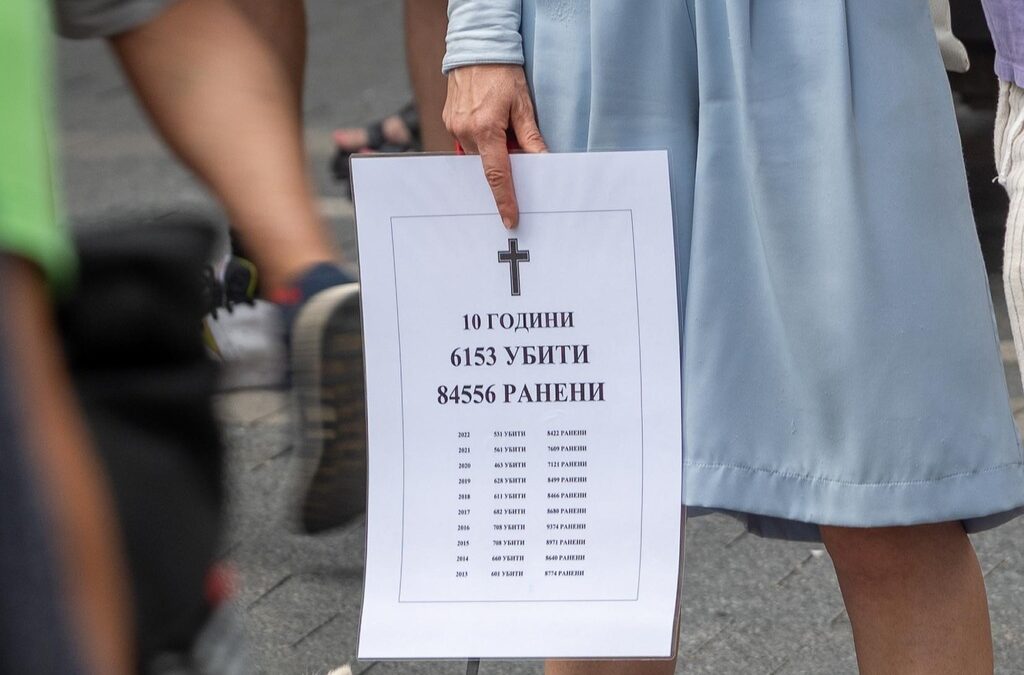 10 ГОДИНИ
6153 УБИТИ
84556 РАНЕНИ
2022 531 УБИТИ 8422 РАНЕНИ
2021 561 УБИТИ 7609 РАНЕНИ
2020 463 УБИТИ 7121 РАНЕНИ
2019 628 УБИТИ 8499 РАНЕНИ
2018 611 УБИТИ 8466 РАНЕНИ
2017 682 УБИТИ 8680 РАНЕНИ
2016 708 УБИТИ 9374 РАНЕНИ
2015 708 УБИТИ 8971 РАНЕНИ
2014 660 УБИТИ 8640 РАНЕНИ
2013 601 УБИТИ 8774 РАНЕНИ